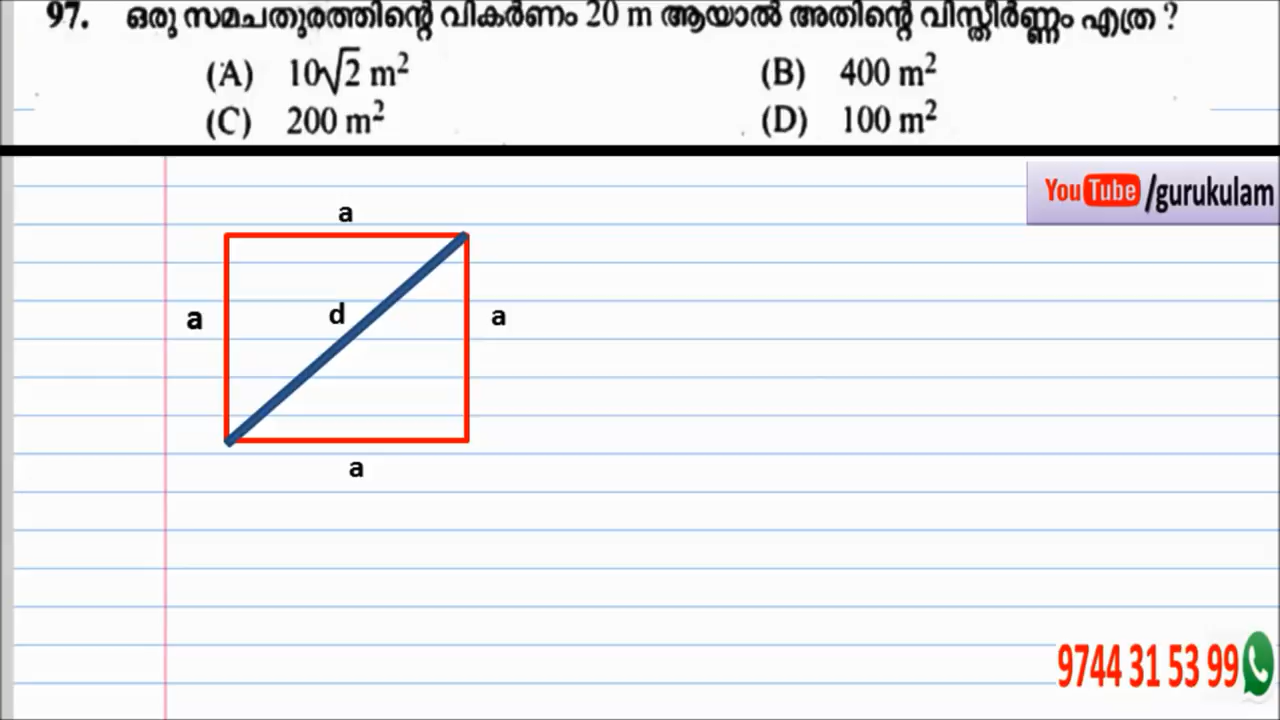 97. ഒരു സമചതുരത്തിന്റെ വികർണം 20 m ആയാൽ അതിന്റെ വിസ്തീർണ്ണം എത്ര ?
(A) 10√2 m² (B) 400 m²
(C) 200 m² (D) 100 m²
YouTube/gurukulam
a
a d a
a
9744 31 53 99